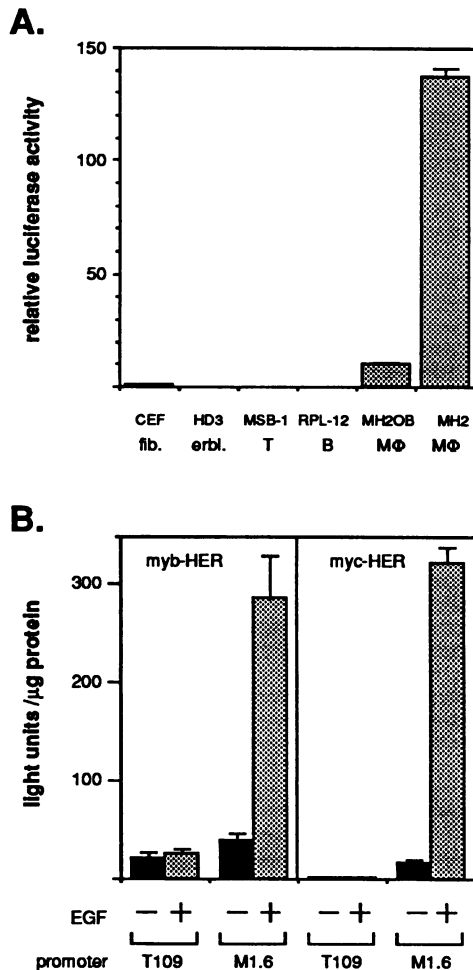 A.
relative luciferase activity
150
100
50
CEF HD3 MSB-1 RPL-12 MH2OB MH2
fib. erbl. T B MΦ MΦ
B.
light units /μg protein
myb-HER myc-HER
300
200
100
EGF − + − + − + − +
promoter T109 M1.6 T109 M1.6